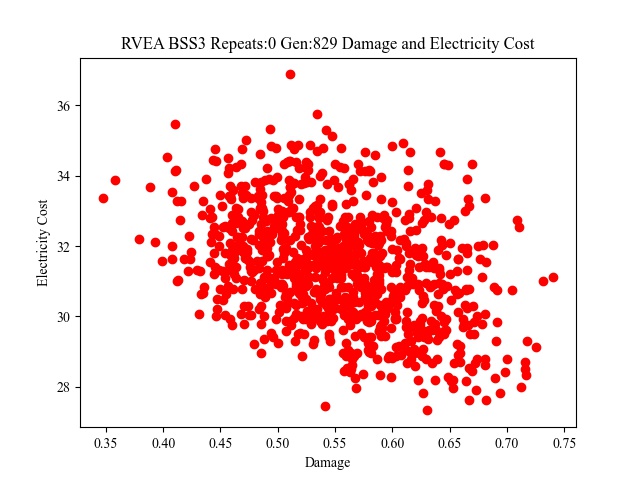 RVEA BSS3 Repeats:0 Gen:829 Damage and Electricity Cost
36
34
32
30
28
Electricity Cost
0.35 0.40 0.45 0.50 0.55 0.60 0.65 0.70 0.75
Damage